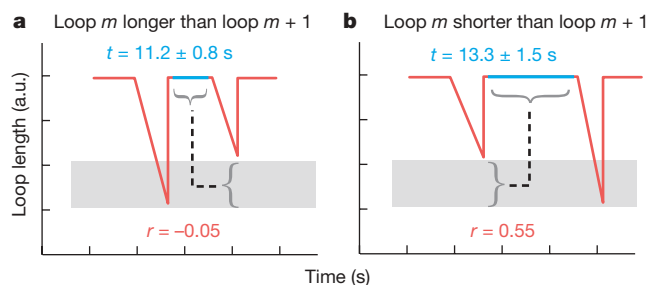 a Loop m longer than loop m + 1
t = 11.2 ± 0.8 s
Loop length (a.u.)
r = –0.05
b Loop m shorter than loop m + 1
t = 13.3 ± 1.5 s
r = 0.55
Time (s)